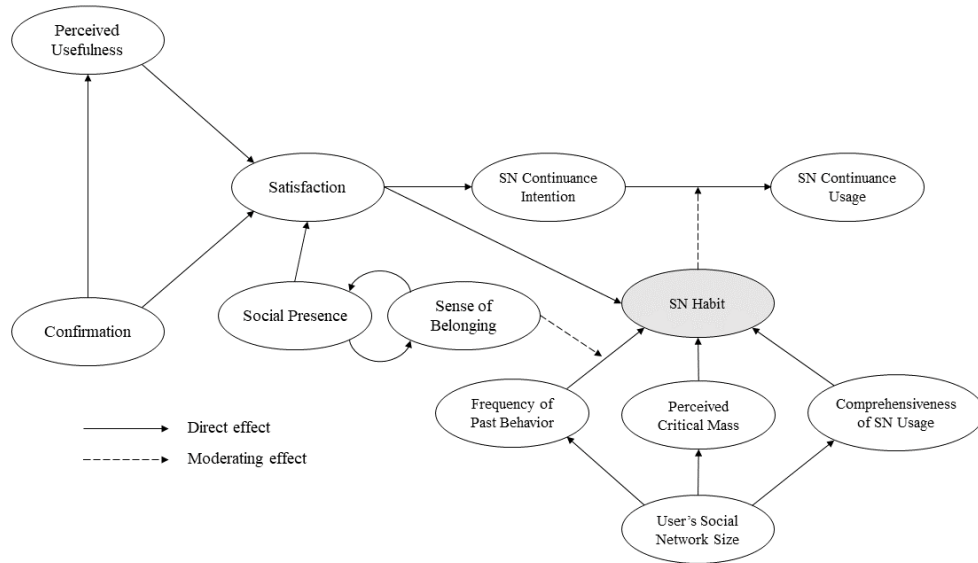 Perceived
Usefulness
Satisfaction
SN Continuance
Intention
SN Continuance
Usage
Confirmation
Social Presence
Sense of
Belonging
SN Habit
Frequency of
Past Behavior
Perceived
Critical Mass
Comprehensiveness
of SN Usage
Direct effect
Moderating effect
User's Social
Network Size